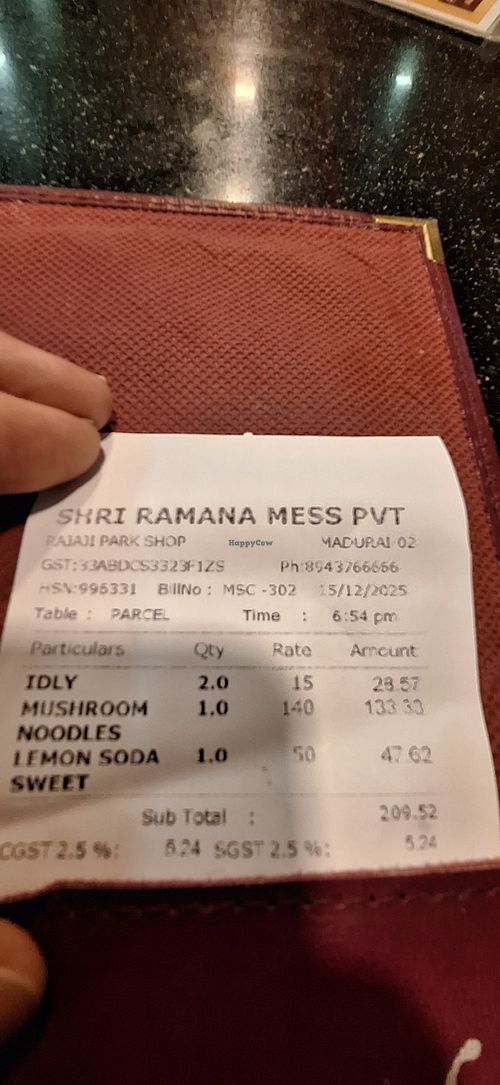 SHRI RAMANA MESS PVT
RAJAJI PARK SHOP HappyCow MADURAI-02
GST:33ABDCS3323F1ZS Ph:8943766666
HSN:996331 BillNo : MSC -302 15/12/2025
Table : PARCEL Time : 6:54 pm
Particulars Qty Rate Amount
IDLY 2.0 15 28.57
MUSHROOM 1.0 140 133.33
NOODLES
LEMON SODA 1.0 50 47.62
SWEET
Sub Total : 209.52
CGST 2.5 %: 5.24 SGST 2.5 %: 5.24